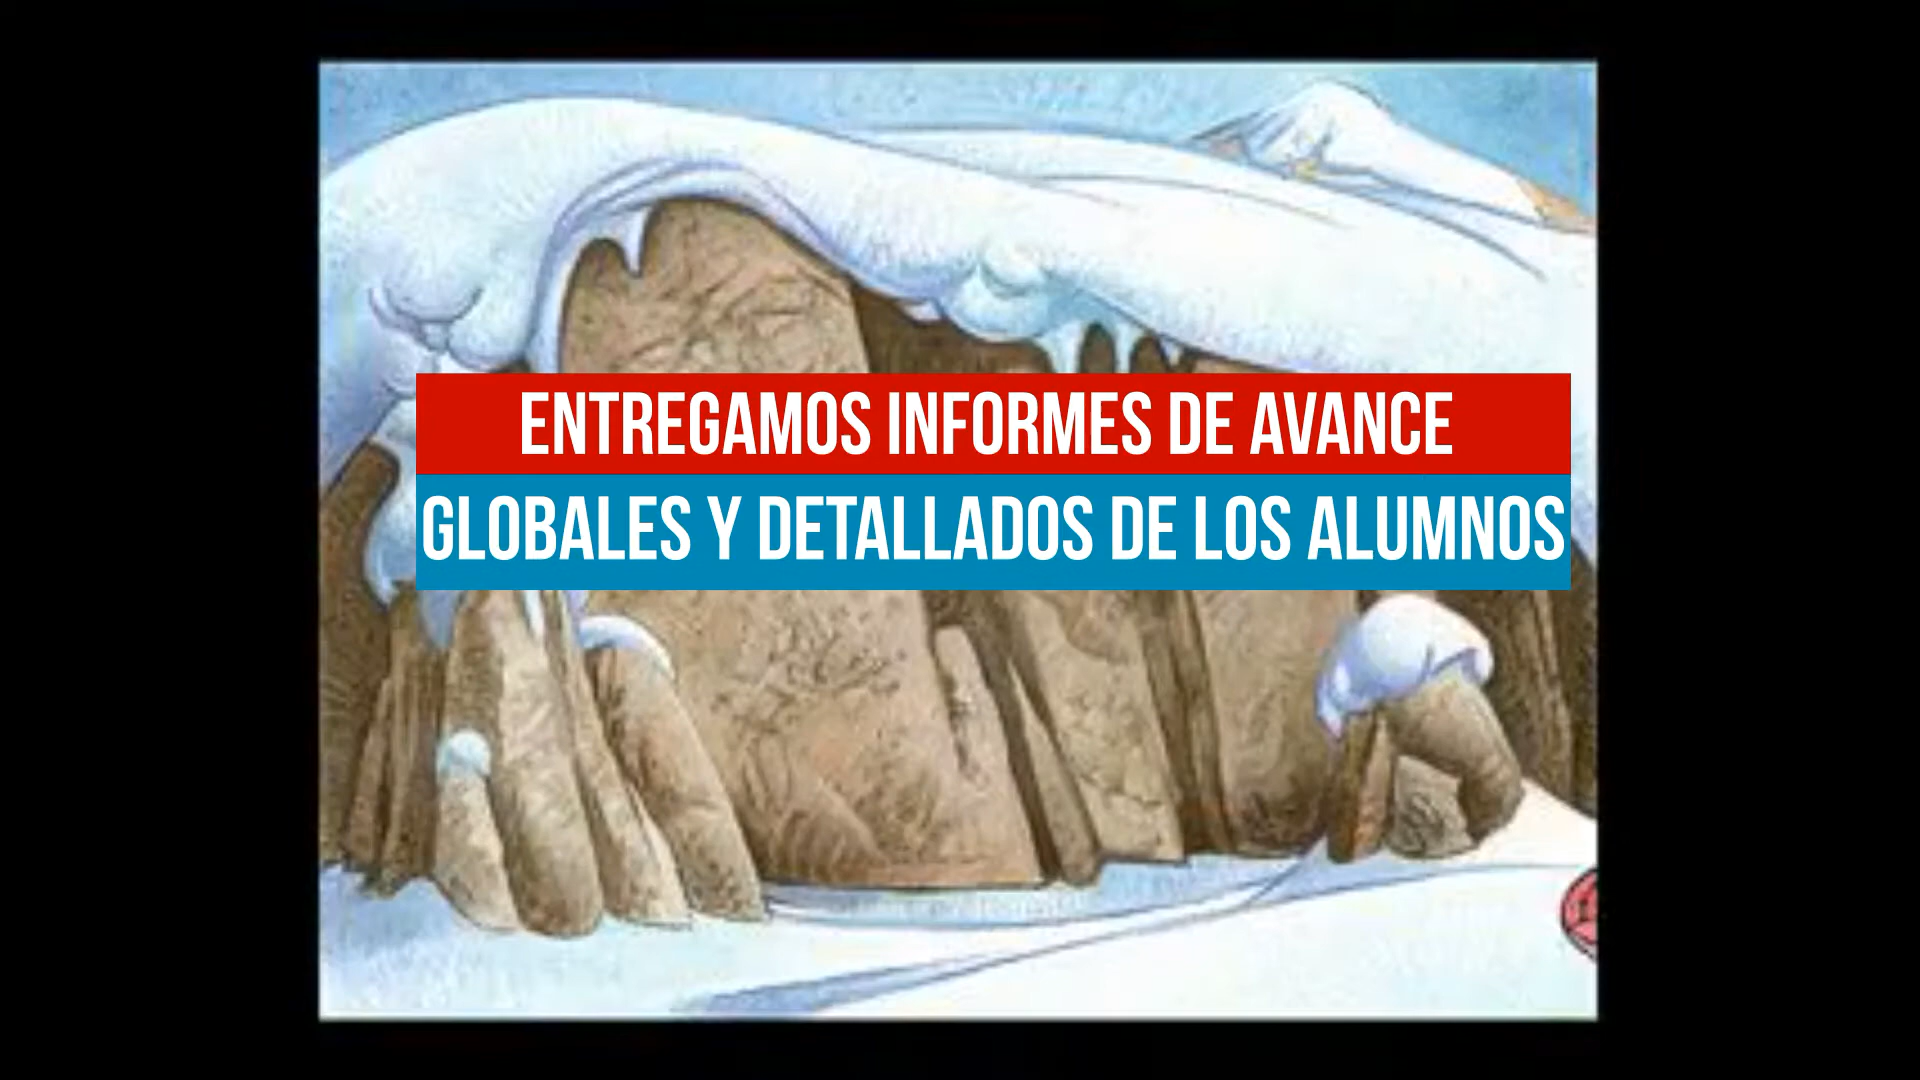 ENTREGAMOS INFORMES DE AVANCE
GLOBALES Y DETALLADOS DE LOS ALUMNOS